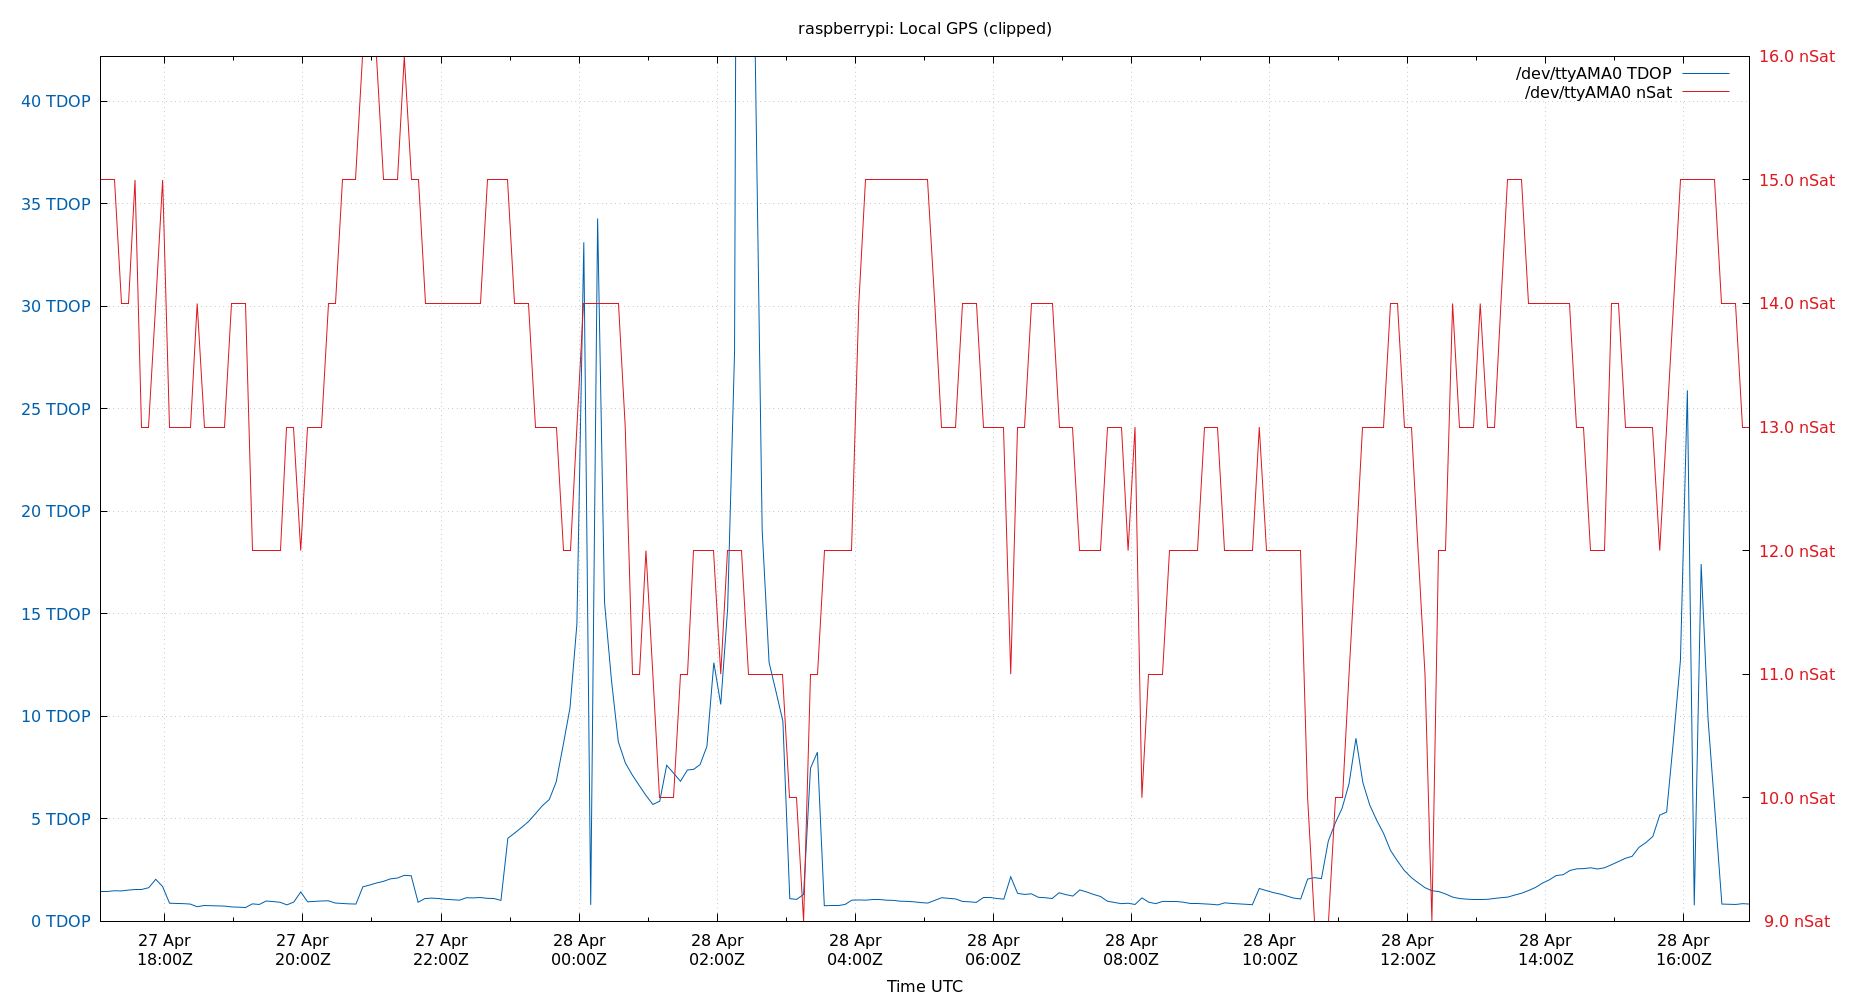 raspberrypi: Local GPS (clipped)
/dev/ttyAMA0 TDOP
/dev/ttyAMA0 nSat
40 TDOP
35 TDOP
30 TDOP
25 TDOP
20 TDOP
15 TDOP
10 TDOP
5 TDOP
0 TDOP
16.0 nSat
15.0 nSat
14.0 nSat
13.0 nSat
12.0 nSat
11.0 nSat
10.0 nSat
9.0 nSat
27 Apr
18:00Z
27 Apr
20:00Z
27 Apr
22:00Z
28 Apr
00:00Z
28 Apr
02:00Z
28 Apr
04:00Z
28 Apr
06:00Z
28 Apr
08:00Z
28 Apr
10:00Z
28 Apr
12:00Z
28 Apr
14:00Z
28 Apr
16:00Z
Time UTC